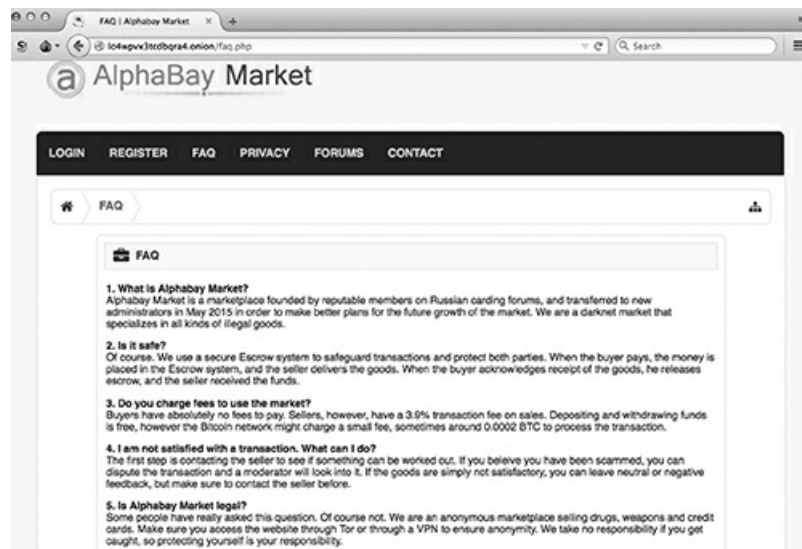 FAQ | Alphabay Market
lo4wpvx3tcdbqra4.onion/faq.php
Search
a AlphaBay Market
LOGIN REGISTER FAQ PRIVACY FORUMS CONTACT
FAQ
FAQ
1. What is Alphabay Market?
Alphabay Market is a marketplace founded by reputable members on Russian carding forums, and transferred to new
administrators in May 2015 in order to make better plans for the future growth of the market. We are a darknet market that
specializes in all kinds of illegal goods.
2. Is it safe?
Of course. We use a secure Escrow system to safeguard transactions and protect both parties. When the buyer pays, the money is
placed in the Escrow system, and the seller delivers the goods. When the buyer acknowledges receipt of the goods, he releases
escrow, and the seller received the funds.
3. Do you charge fees to use the market?
Buyers have absolutely no fees to pay. Sellers, however, have a 3.9% transaction fee on sales. Depositing and withdrawing funds
is free, however the Bitcoin network might charge a small fee, sometimes around 0.0002 BTC to process the transaction.
4. I am not satisfied with a transaction. What can I do?
The first step is contacting the seller to see if something can be worked out. If you beleive you have been scammed, you can
dispute the transaction and a moderator will look into it. If the goods are simply not satisfactory, you can leave neutral or negative
feedback, but make sure to contact the seller before.
5. Is Alphabay Market legal?
Some people have really asked this question. Of course not. We are an anonymous marketplace selling drugs, weapons and credit
cards. Make sure you access the website through Tor or through a VPN to ensure anonymity. We take no responsibility if you get
caught, so protecting yourself is your responsibility.